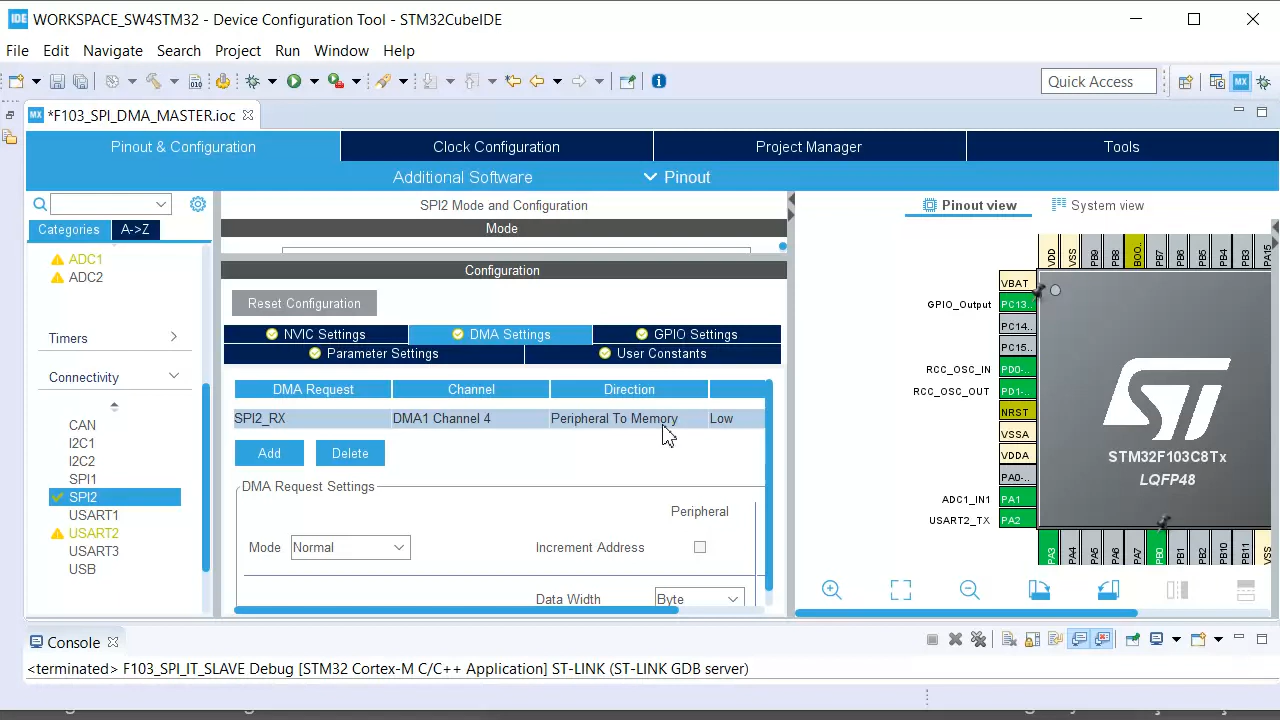 IDE WORKSPACE_SW4STM32 - Device Configuration Tool - STM32CubeIDE
File Edit Navigate Search Project Run Window Help
Quick Access
MX *F103_SPI_DMA_MASTER.ioc
Pinout & Configuration Clock Configuration Project Manager Tools
Additional Software Pinout
SPI2 Mode and Configuration
Mode
Configuration
Categories A->Z
ADC1
ADC2
Timers
Connectivity
CAN
I2C1
I2C2
SPI1
SPI2
USART1
USART2
USART3
USB
Reset Configuration
NVIC Settings DMA Settings GPIO Settings
Parameter Settings User Constants
DMA Request Channel Direction
SPI2_RX DMA1 Channel 4 Peripheral To Memory Low
Add Delete
DMA Request Settings
Peripheral
Mode Normal Increment Address
Data Width Byte
Pinout view System view
VDD VSS PB9 PB8 BOO.. PB7 PB6 PB5 PB4 PB3 PA15
VBAT
GPIO_Output PC13..
PC14..
PC15..
RCC_OSC_IN PD0-..
RCC_OSC_OUT PD1-..
NRST
VSSA
VDDA
PA0-..
ADC1_IN1 PA1
USART2_TX PA2
ST
STM32F103C8Tx
LQFP48
PA3 PA4 PA5 PA6 PA7 PB0 PB1 PB2 PB10 PB11 VSS
Console
<terminated> F103_SPI_IT_SLAVE Debug [STM32 Cortex-M C/C++ Application] ST-LINK (ST-LINK GDB server)